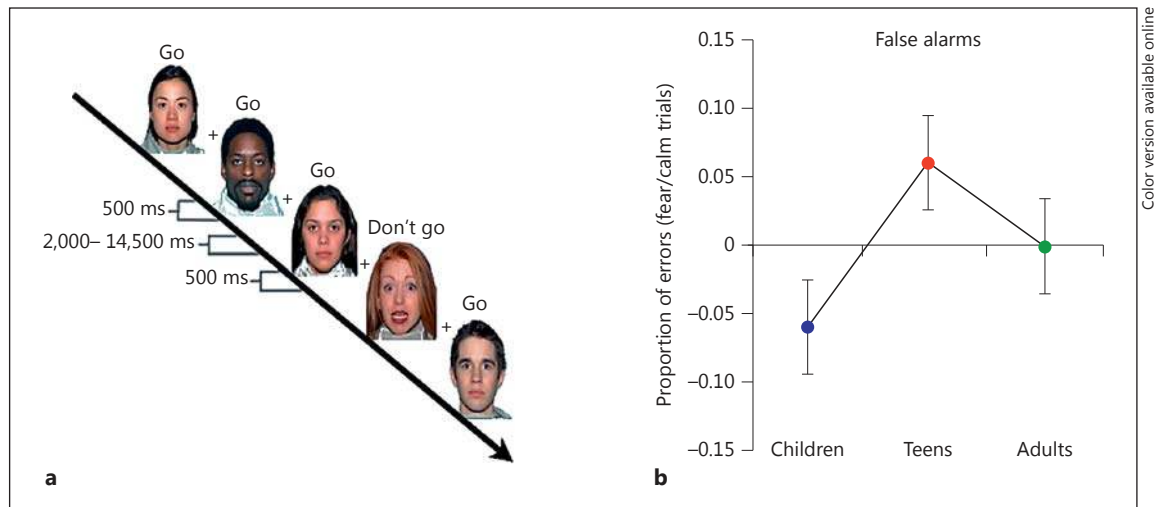 Go
Go
Go
Don't go
Go
+
+
+
+
500 ms
2,000– 14,500 ms
500 ms
a
False alarms
Proportion of errors (fear/calm trials)
0.15
0.10
0.05
0
–0.05
–0.10
–0.15
Children Teens Adults
b
Color version available online